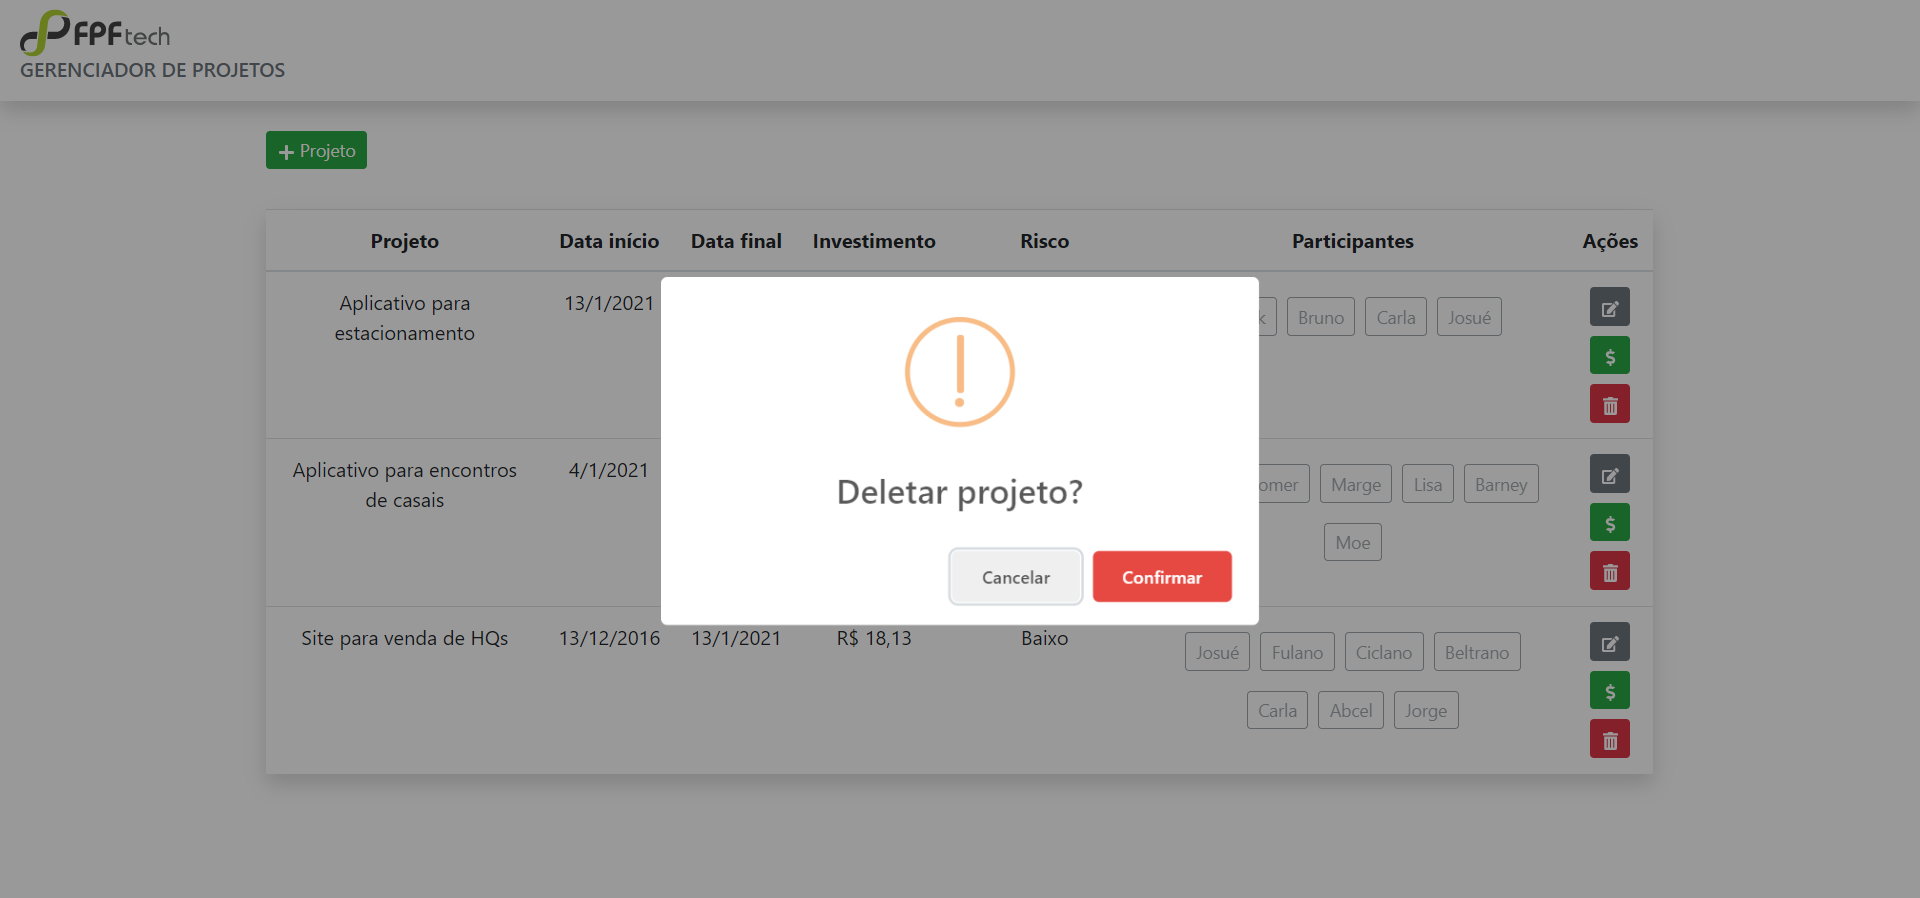 FPFtech
GERENCIADOR DE PROJETOS
Projeto
Projeto Data início Data final Investimento Risco Participantes Ações
Aplicativo para
estacionamento
13/1/2021
Bruno Carla Josué
Aplicativo para encontros
de casais
4/1/2021
omer Marge Lisa Barney
Moe
Deletar projeto?
Cancelar Confirmar
Site para venda de HQs 13/12/2016 13/1/2021 R$ 18,13 Baixo
Josué Fulano Ciclano Beltrano
Carla Abcel Jorge